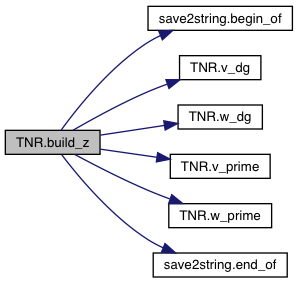 save2string.begin_of
TNR.v_dg
TNR.w_dg
TNR.build_z
TNR.v_prime
TNR.w_prime
save2string.end_of